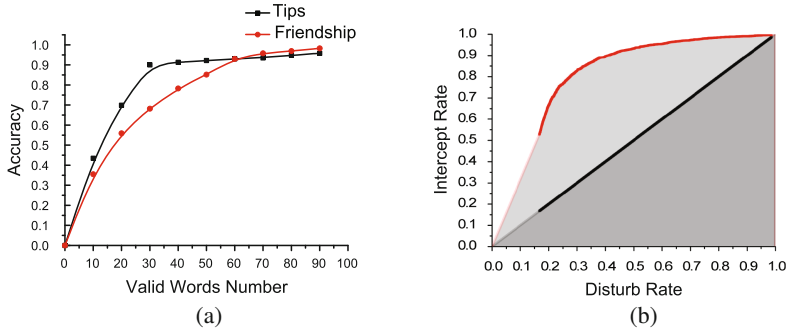 Tips
Friendship
1.0
0.9
0.8
0.7
0.6
0.5
0.4
0.3
0.2
0.1
0.0
Accuracy
0 10 20 30 40 50 60 70 80 90 100
Valid Words Number
(a)
1.0
0.9
0.8
0.7
0.6
0.5
0.4
0.3
0.2
0.1
0.0
Intercept Rate
0.0 0.1 0.2 0.3 0.4 0.5 0.6 0.7 0.8 0.9 1.0
Disturb Rate
(b)